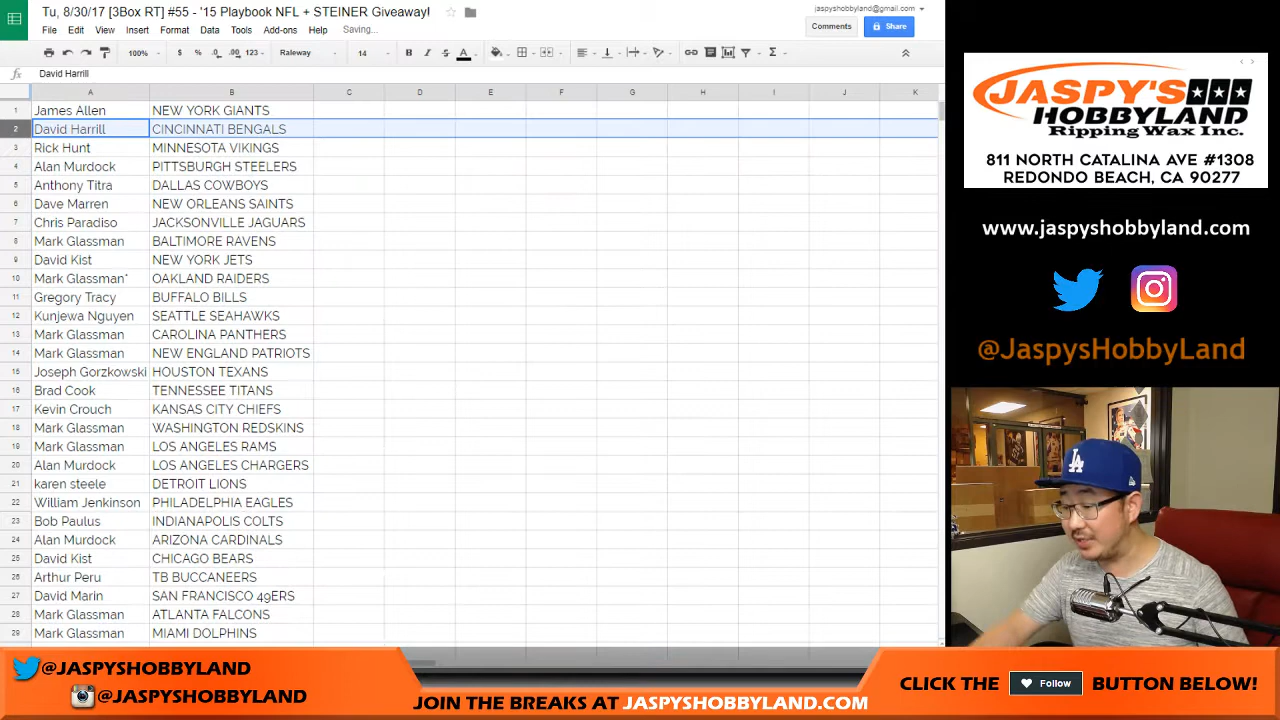 Tu, 8/30/17 [3Box RT] #55 - '15 Playbook NFL + STEINER Giveaway!
jaspyhobbyland@gmail.com
File Edit View Insert Format Data Tools Add-ons Help Saving...
Comments Share
100% $ % .0 .00 123 Raleway 14 B I S A
fx David Harrill
A B C D E F G H I J K
1 James Allen NEW YORK GIANTS
2 David Harrill CINCINNATI BENGALS
3 Rick Hunt MINNESOTA VIKINGS
4 Alan Murdock PITTSBURGH STEELERS
5 Anthony Titra DALLAS COWBOYS
6 Dave Marren NEW ORLEANS SAINTS
7 Chris Paradiso JACKSONVILLE JAGUARS
8 Mark Glassman BALTIMORE RAVENS
9 David Kist NEW YORK JETS
10 Mark Glassman* OAKLAND RAIDERS
11 Gregory Tracy BUFFALO BILLS
12 Kunjewa Nguyen SEATTLE SEAHAWKS
13 Mark Glassman CAROLINA PANTHERS
14 Mark Glassman NEW ENGLAND PATRIOTS
15 Joseph Gorzkowski HOUSTON TEXANS
16 Brad Cook TENNESSEE TITANS
17 Kevin Crouch KANSAS CITY CHIEFS
18 Mark Glassman WASHINGTON REDSKINS
19 Mark Glassman LOS ANGELES RAMS
20 Alan Murdock LOS ANGELES CHARGERS
21 karen steele DETROIT LIONS
22 William Jenkinson PHILADELPHIA EAGLES
23 Bob Paulus INDIANAPOLIS COLTS
24 Alan Murdock ARIZONA CARDINALS
25 David Kist CHICAGO BEARS
26 Arthur Peru TB BUCCANEERS
27 David Marin SAN FRANCISCO 49ERS
28 Mark Glassman ATLANTA FALCONS
29 Mark Glassman MIAMI DOLPHINS
JASPY'S
HOBBYLAND
Ripping Wax Inc.
811 NORTH CATALINA AVE #1308
REDONDO BEACH, CA 90277
www.jaspyshobbyland.com
@JaspysHobbyLand
LA
@JASPYSHOBBYLAND
@JASPYSHOBBYLAND
JOIN THE BREAKS AT JASPYSHOBBYLAND.COM
CLICK THE Follow BUTTON BELOW!